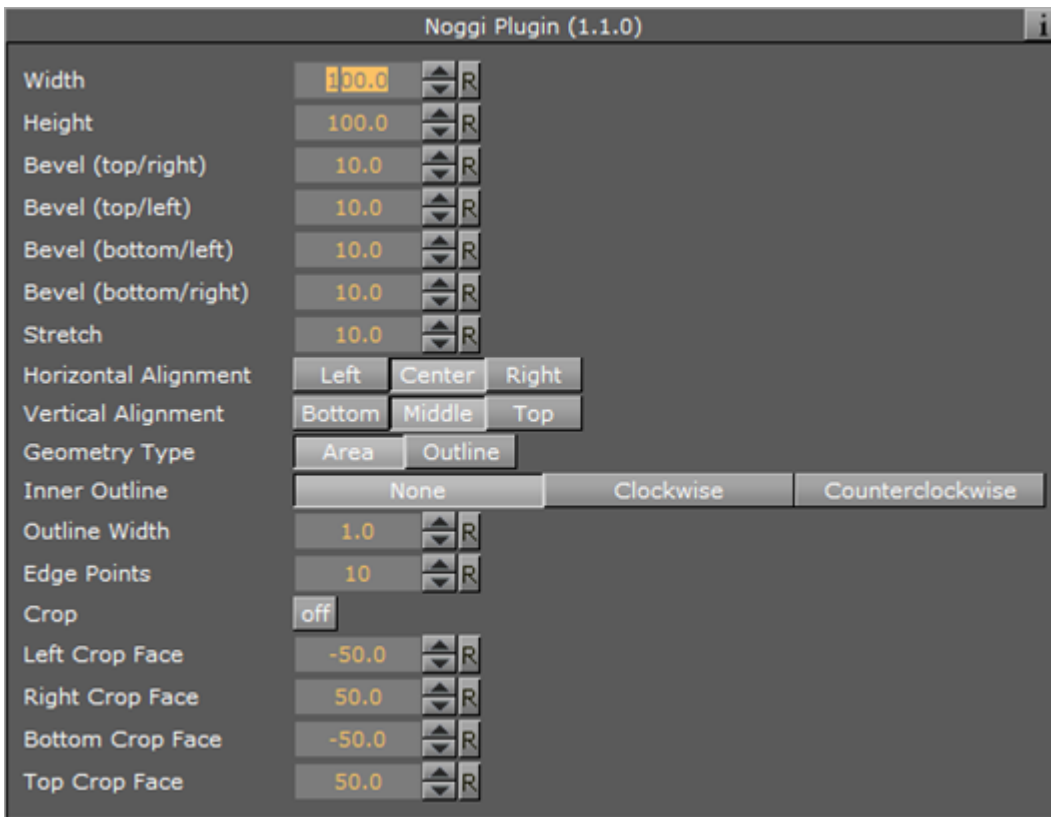 Noggi Plugin (1.1.0) i
Width 100.0 R
Height 100.0 R
Bevel (top/right) 10.0 R
Bevel (top/left) 10.0 R
Bevel (bottom/left) 10.0 R
Bevel (bottom/right) 10.0 R
Stretch 10.0 R
Horizontal Alignment Left Center Right
Vertical Alignment Bottom Middle Top
Geometry Type Area Outline
Inner Outline None Clockwise Counterclockwise
Outline Width 1.0 R
Edge Points 10 R
Crop off
Left Crop Face -50.0 R
Right Crop Face 50.0 R
Bottom Crop Face -50.0 R
Top Crop Face 50.0 R